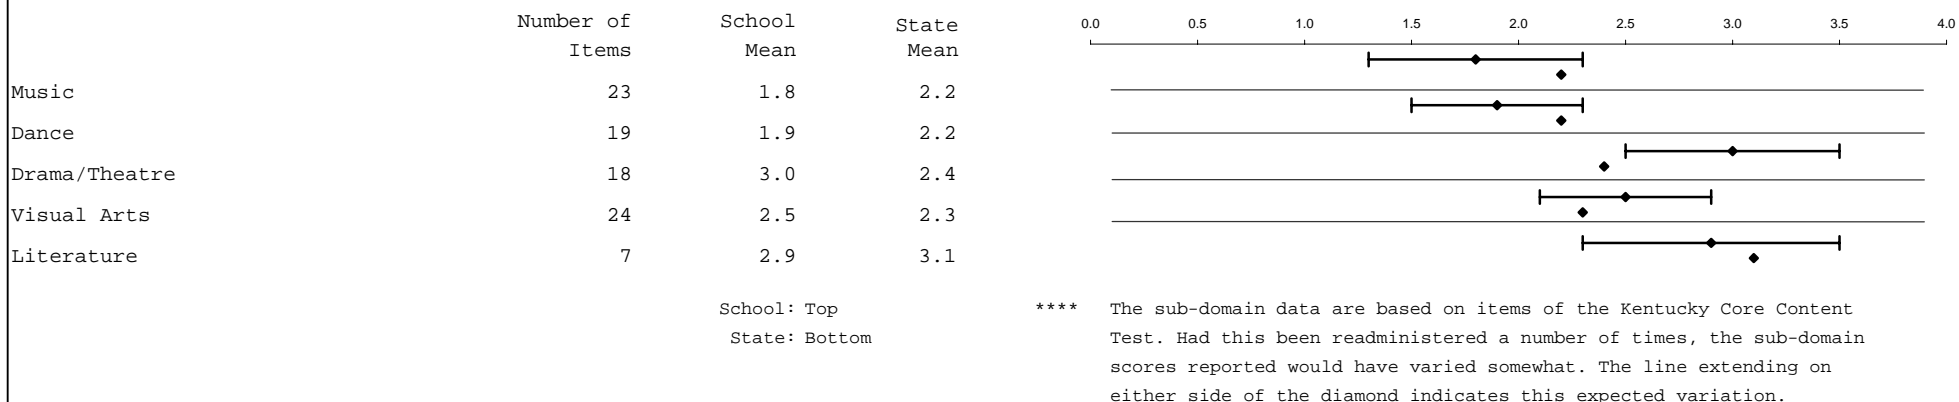 Number of School State 0.0 0.5 1.0 1.5 2.0 2.5 3.0 3.5 4.0
Items Mean Mean
Music 23 1.8 2.2
Dance 19 1.9 2.2
Drama/Theatre 18 3.0 2.4
Visual Arts 24 2.5 2.3
Literature 7 2.9 3.1
School: Top **** The sub-domain data are based on items of the Kentucky Core Content
State: Bottom Test. Had this been readministered a number of times, the sub-domain
scores reported would have varied somewhat. The line extending on
either side of the diamond indicates this expected variation.